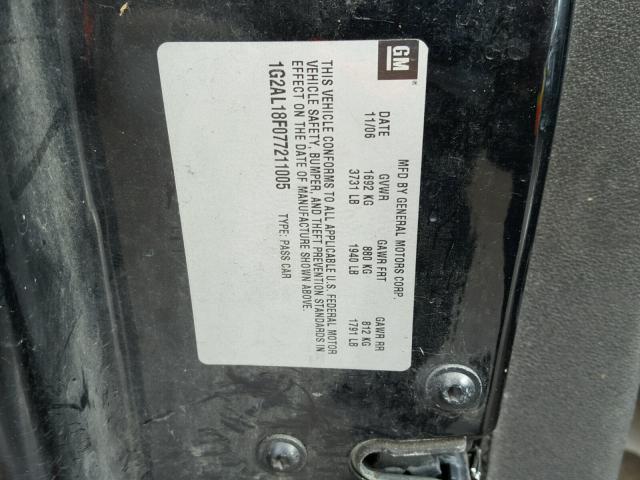 GM ®
MFD BY GENERAL MOTORS CORP.
DATE GVWR GAWR FRT GAWR RR
11/06 1692 KG 880 KG 812 KG
3731 LB 1940 LB 1791 LB
THIS VEHICLE CONFORMS TO ALL APPLICABLE U.S. FEDERAL MOTOR
VEHICLE SAFETY, BUMPER, AND THEFT PREVENTION STANDARDS IN
EFFECT ON THE DATE OF MANUFACTURE SHOWN ABOVE.
1G2AL18F077211005 TYPE: PASS CAR